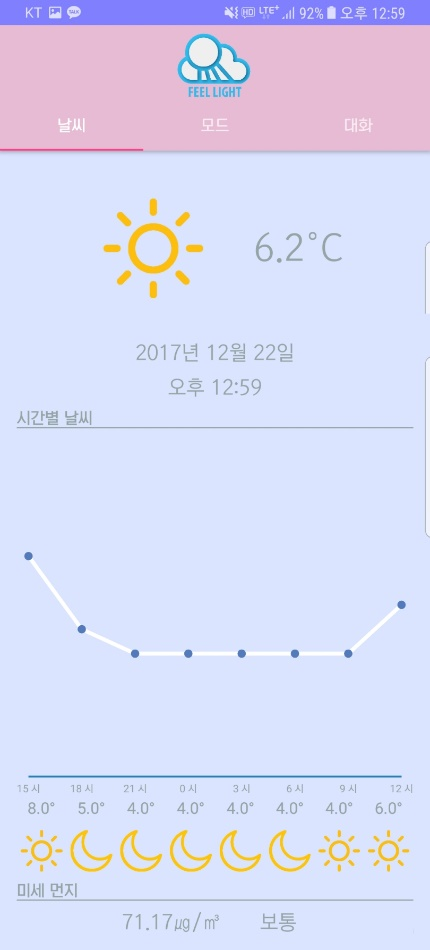 KT HD LTE+ 92% 오후 12:59
FEEL LIGHT
날씨 모드 대화
6.2°C
2017년 12월 22일
오후 12:59
시간별 날씨
15 시 18 시 21 시 0 시 3 시 6 시 9 시 12 시
8.0° 5.0° 4.0° 4.0° 4.0° 4.0° 4.0° 6.0°
미세 먼지
71.17㎍/㎥ 보통